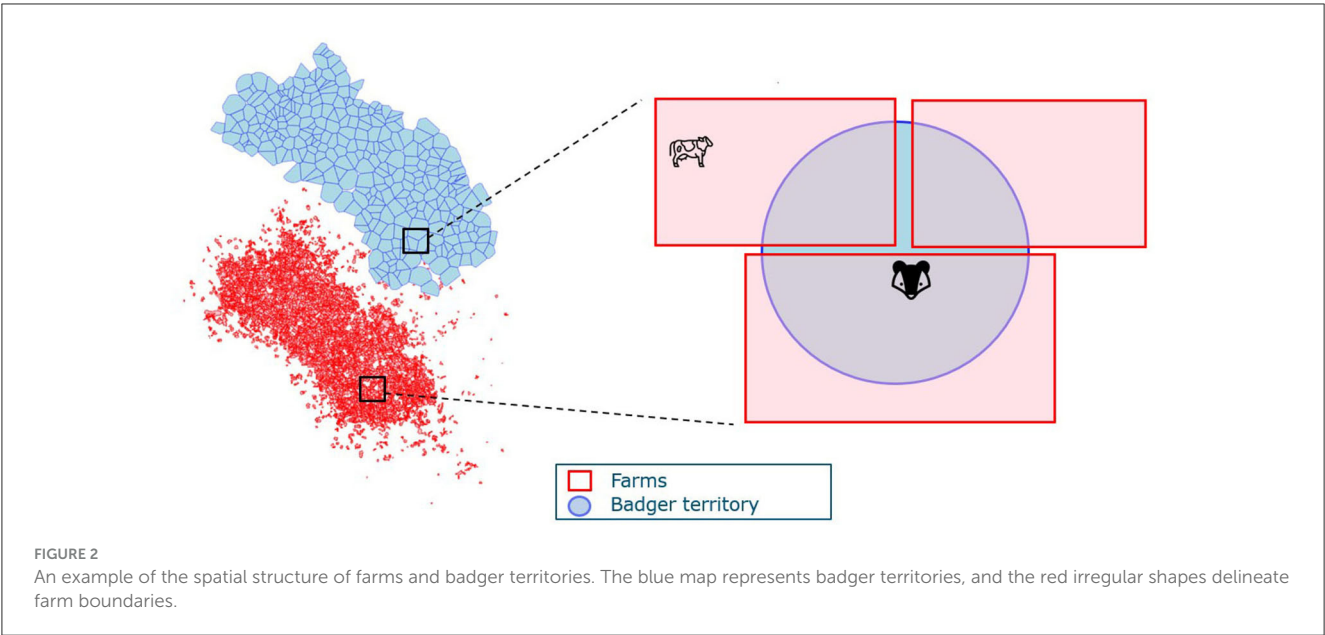 Farms
Badger territory
FIGURE 2
An example of the spatial structure of farms and badger territories. The blue map represents badger territories, and the red irregular shapes delineate
farm boundaries.